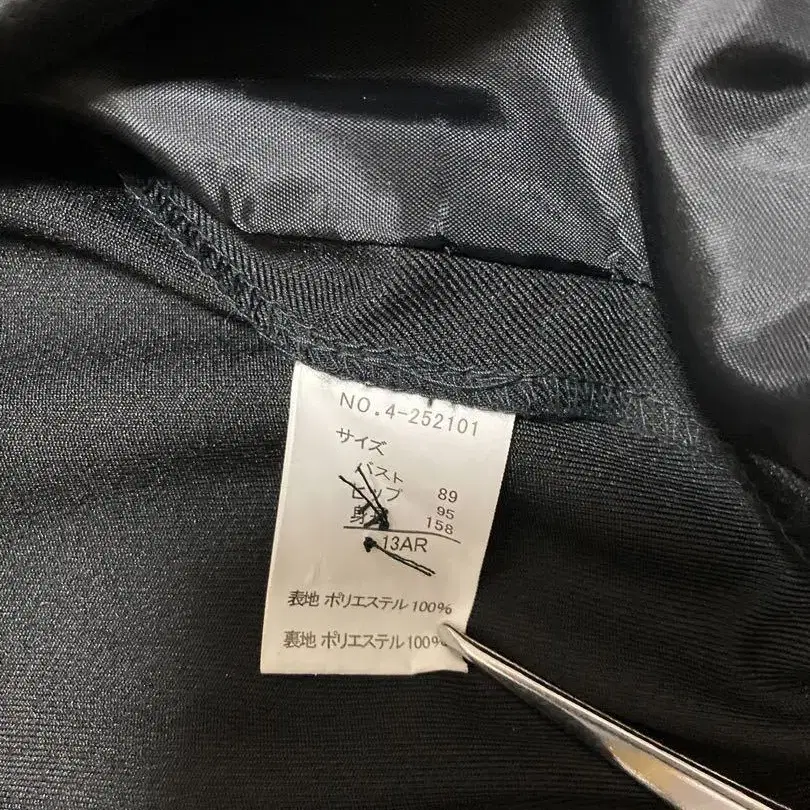 NO.4-252101
サイズ
バスト 89
ヒップ 95
身長 158
13AR
表地 ポリエステル100%
裏地 ポリエステル100%